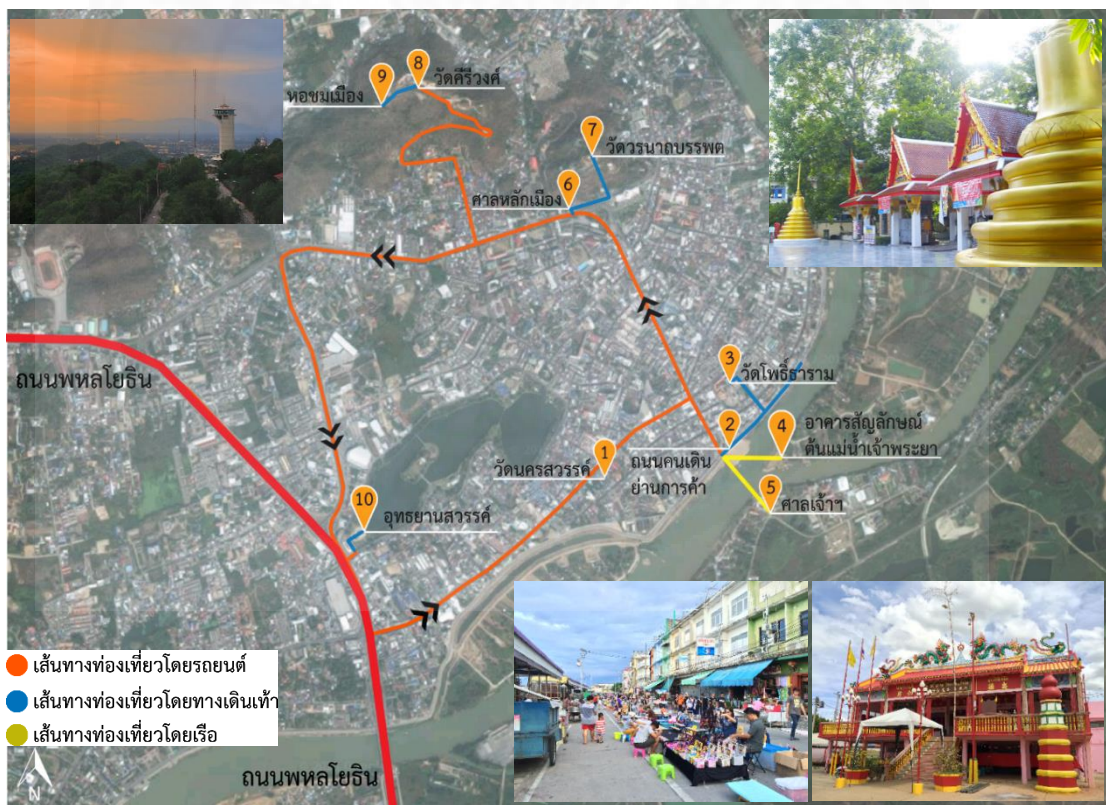 9
8
วัดคีรีวงศ์
หอชมเมือง
7
วัดวรนาถบรรพต
6
ศาลหลักเมือง
ถนนพหลโยธิน
3
วัดโพธิ์ธาราม
2
4
อาคารสัญลักษณ์
ต้นแม่น้ำเจ้าพระยา
1
วัดนครสวรรค์
ถนนคนเดิน
ย่านการค้า
5
ศาลเจ้าฯ
10
อุทธยานสวรรค์
เส้นทางท่องเที่ยวโดยรถยนต์
เส้นทางท่องเที่ยวโดยทางเดินเท้า
เส้นทางท่องเที่ยวโดยเรือ
N
ถนนพหลโยธิน